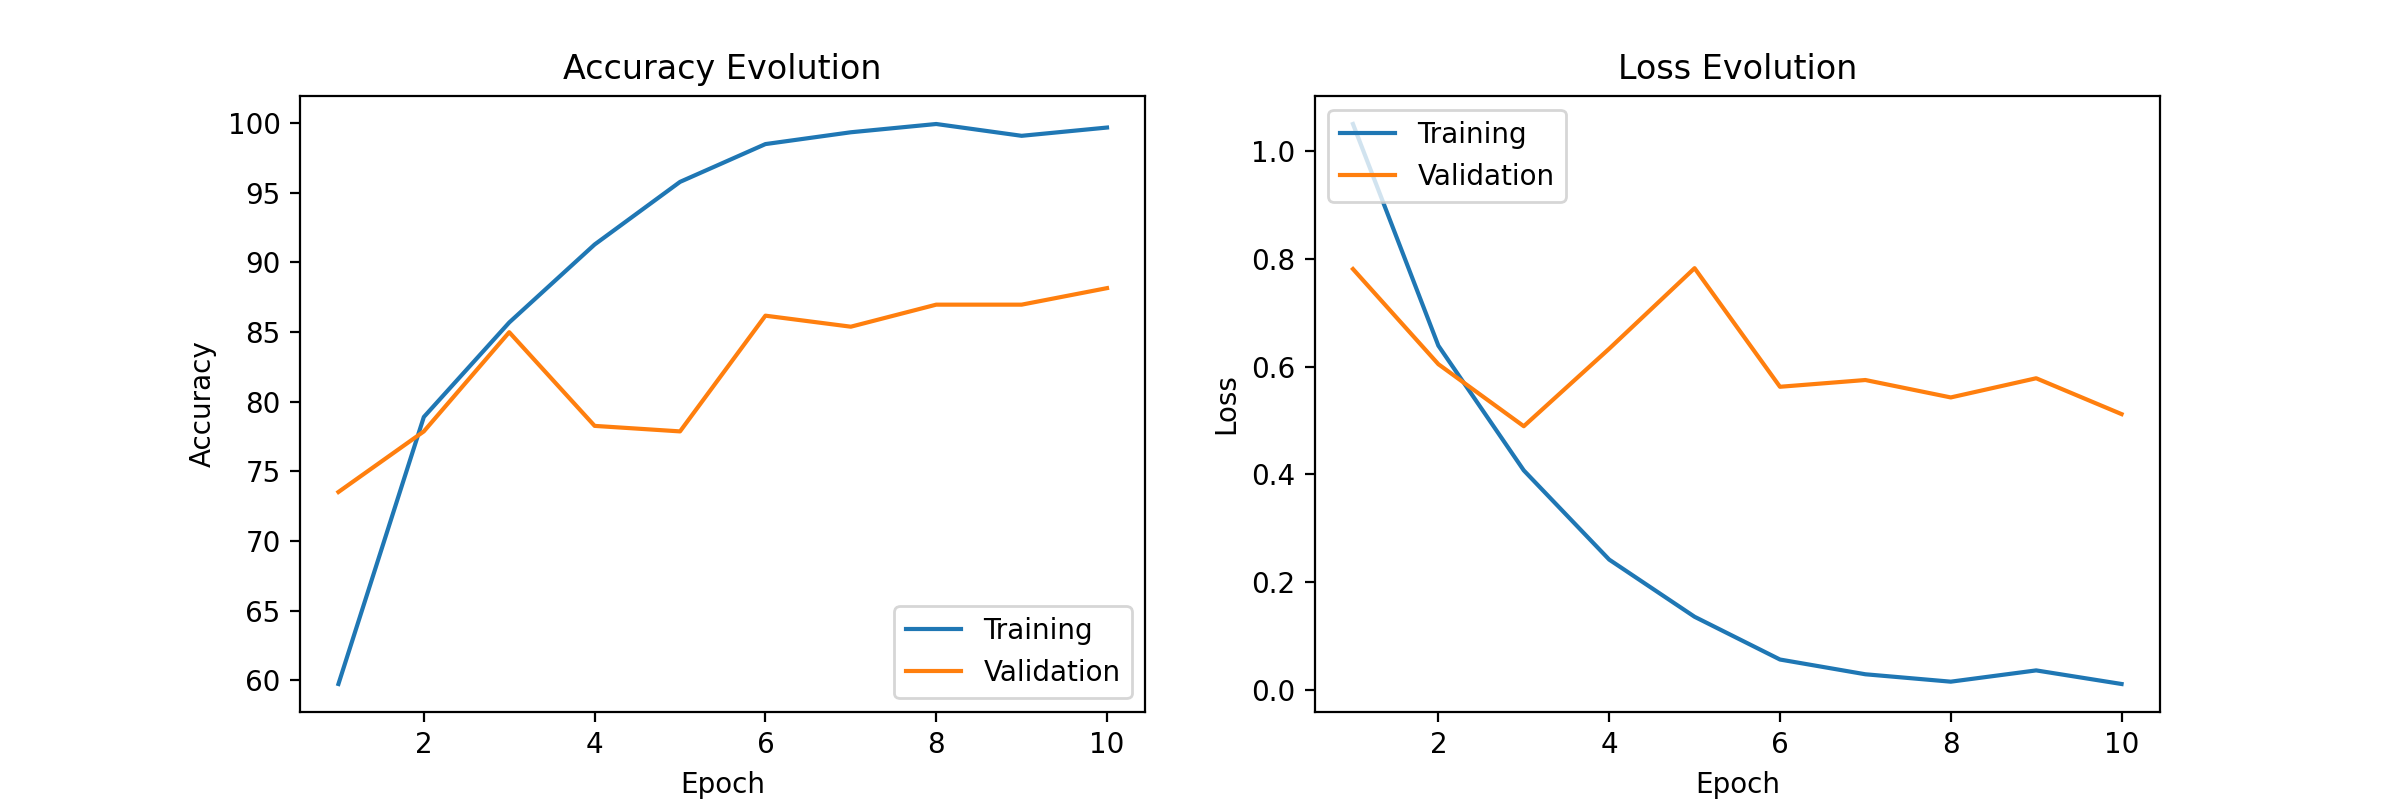 Accuracy Evolution
100
95
90
85
80
75
70
65
60
Accuracy
2 4 6 8 10
Epoch
Training
Validation
Loss Evolution
1.0
0.8
0.6
0.4
0.2
0.0
Loss
2 4 6 8 10
Epoch
Training
Validation